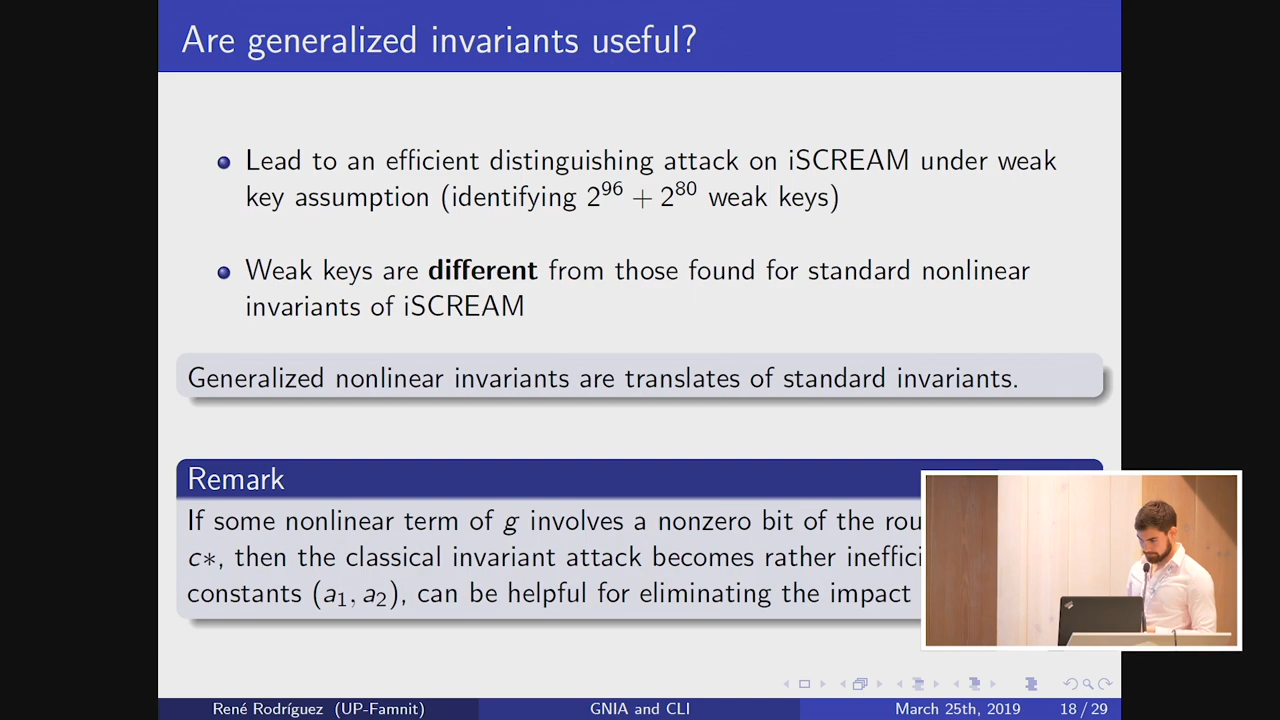 Are generalized invariants useful?
Lead to an efficient distinguishing attack on iSCREAM under weak
key assumption (identifying 2^96 + 2^80 weak keys)
Weak keys are different from those found for standard nonlinear
invariants of iSCREAM
Generalized nonlinear invariants are translates of standard invariants.
Remark
If some nonlinear term of g involves a nonzero bit of the
c*, then the classical invariant attack becomes rather
constants (a₁, a₂), can be helpful for eliminating the impact
René Rodríguez (UP-Famnit)
GNIA and CLI
March 25th, 2019
18 / 29